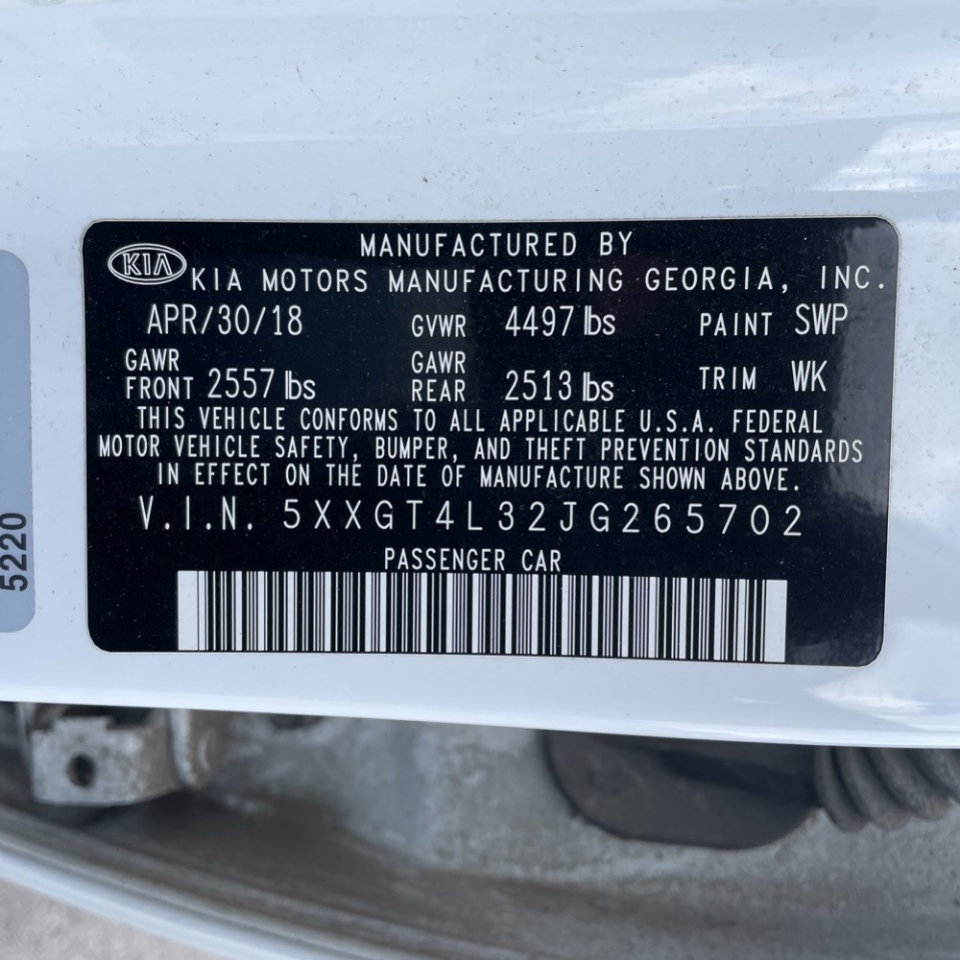 MANUFACTURED BY
KIA KIA MOTORS MANUFACTURING GEORGIA, INC.
APR/30/18 GVWR 4497 lbs PAINT SWP
GAWR FRONT 2557 lbs GAWR REAR 2513 lbs TRIM WK
THIS VEHICLE CONFORMS TO ALL APPLICABLE U.S.A. FEDERAL
MOTOR VEHICLE SAFETY, BUMPER, AND THEFT PREVENTION STANDARDS
IN EFFECT ON THE DATE OF MANUFACTURE SHOWN ABOVE.
V.I.N. 5XXGT4L32JG265702
PASSENGER CAR
5220